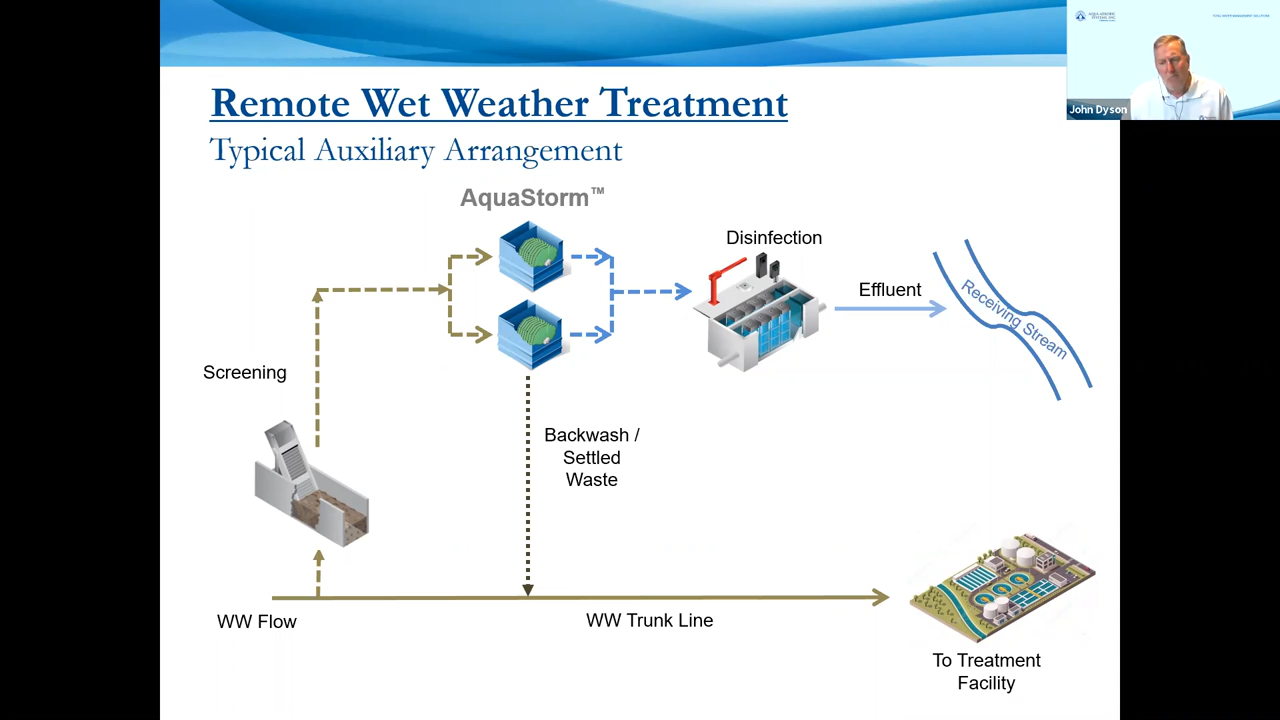 Remote Wet Weather Treatment
Typical Auxiliary Arrangement
AquaStorm™
Disinfection
Effluent
Receiving Stream
Screening
Backwash /
Settled
Waste
WW Flow
WW Trunk Line
To Treatment
Facility
John Dyson